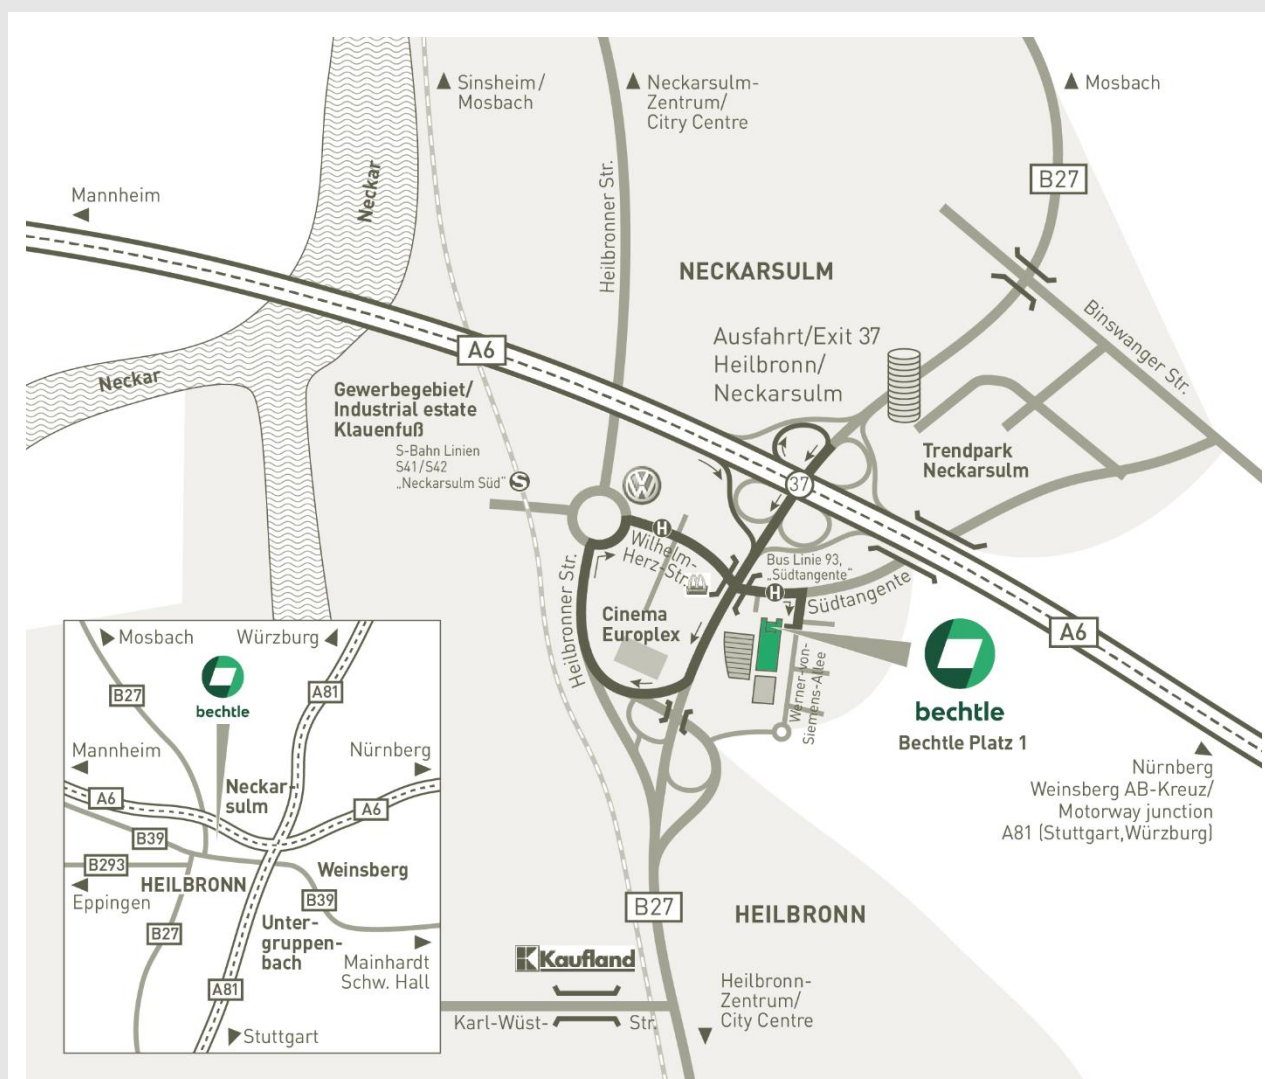 Sinsheim/
Mosbach
Neckarsulm-
Zentrum/
Citry Centre
Mosbach
B27
Mannheim
Neckar
Heilbronner Str.
NECKARSULM
Binswanger Str.
A6
Ausfahrt/Exit 37
Heilbronn/
Neckarsulm
Neckar
Gewerbegebiet/
Industrial estate
Klauenfuß
S-Bahn Linien
S41/S42
„Neckarsulm Süd“
S
VW
37
Trendpark
Neckarsulm
H
Wilhelm-
Herz-Str.
Bus Linie 93,
„Südtangente“
H
Südtangente
Heilbronner Str.
Cinema
Europlex
Werner-von-
Siemens-Allee
A6
bechtle
Bechtle Platz 1
Nürnberg
Weinsberg AB-Kreuz/
Motorway junction
A81 (Stuttgart,Würzburg)
B27
HEILBRONN
Kaufland
Karl-Wüst- Str.
Heilbronn-
Zentrum/
City Centre
Mosbach
Würzburg
bechtle
B27
A81
Mannheim
Nürnberg
Neckar-
sulm
A6
A6
B39
B293
Weinsberg
HEILBRONN
Eppingen
B39
B27
Unter-
gruppen-
bach
Mainhardt
Schw. Hall
A81
Stuttgart